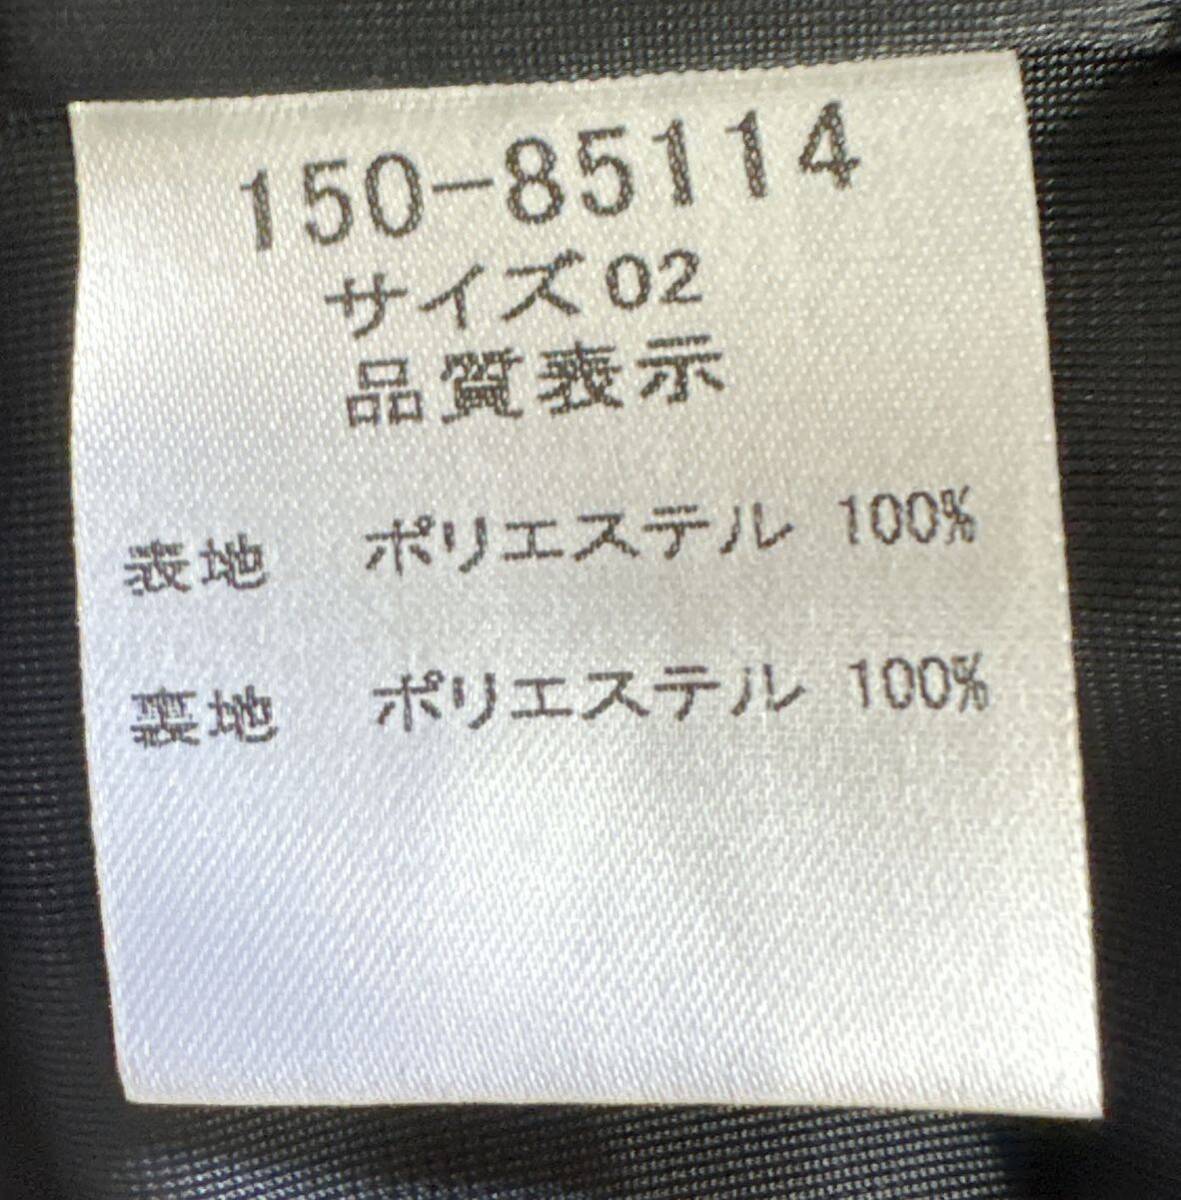 150-85114
サイズ02
品質表示
表地 ポリエステル 100%
裏地 ポリエステル 100%